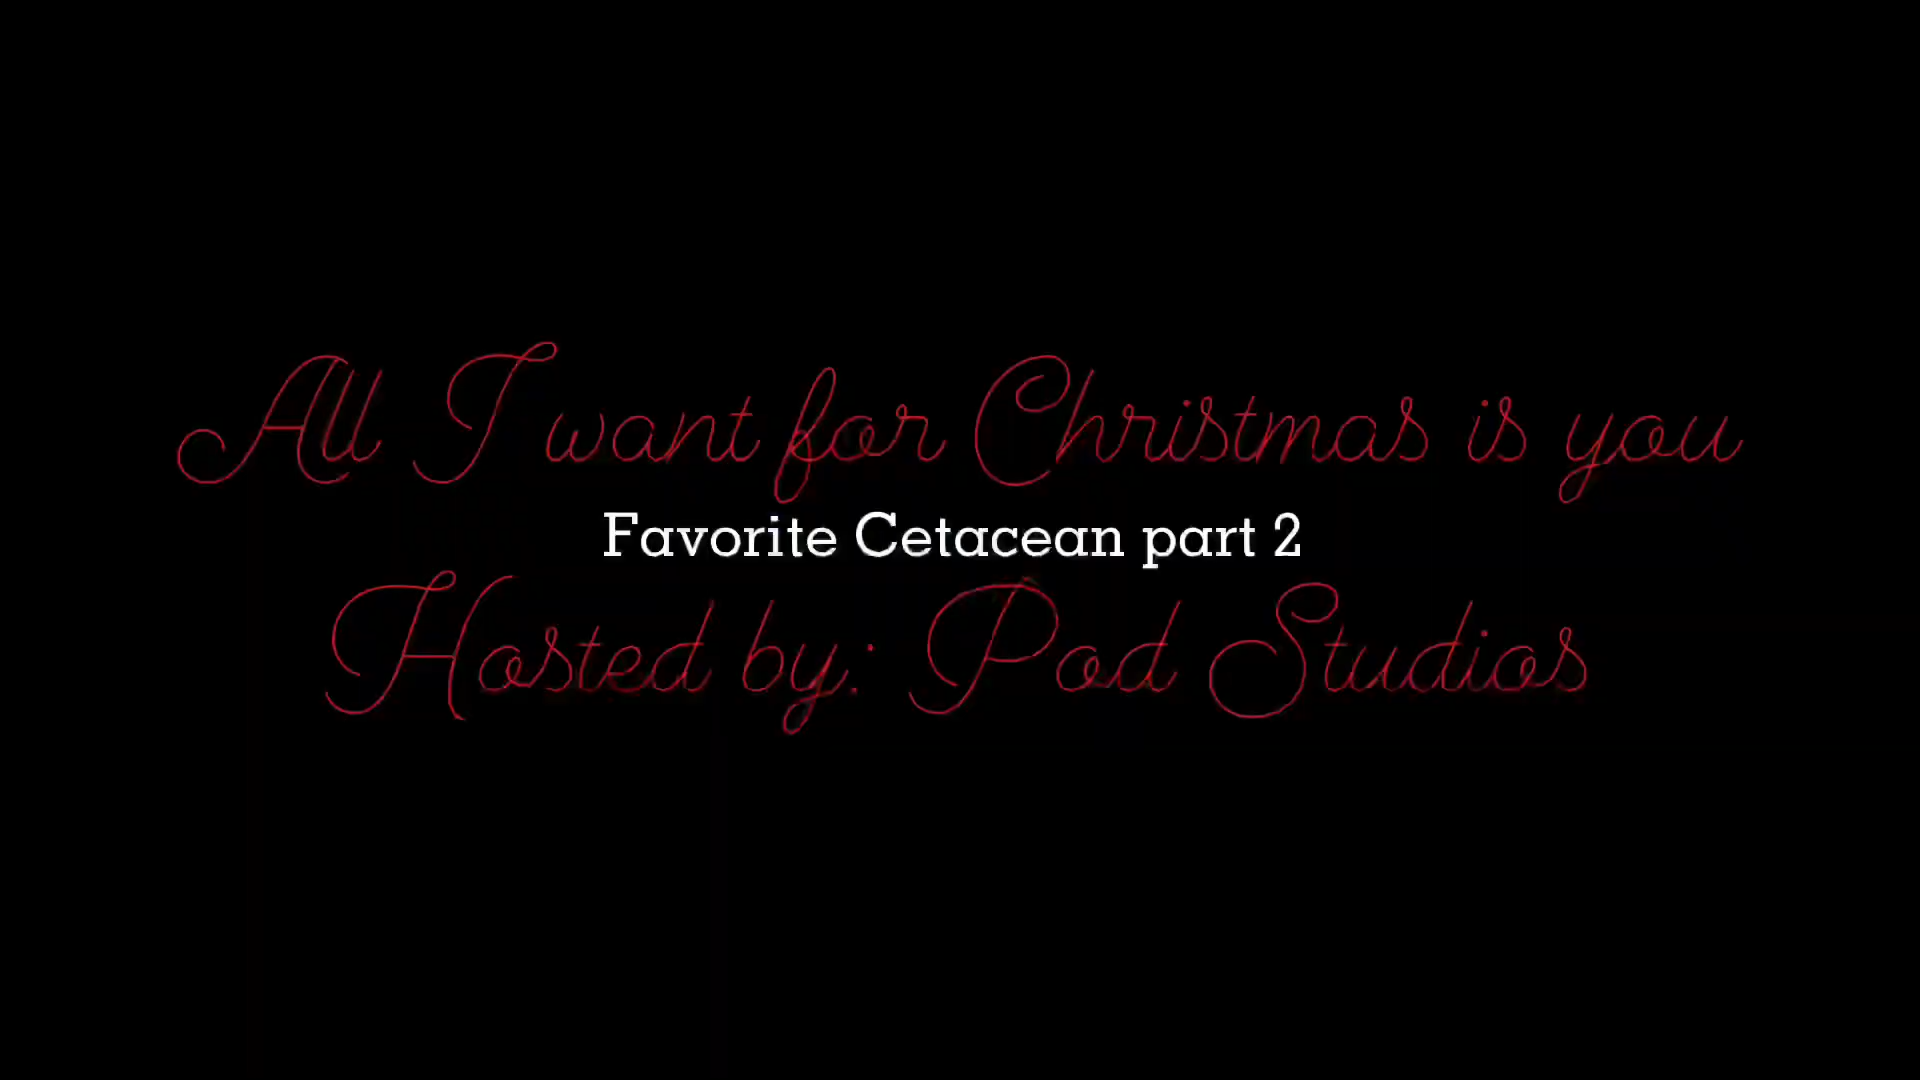 All I want for Christmas is you
Favorite Cetacean part 2
Hosted by: Pod Studios